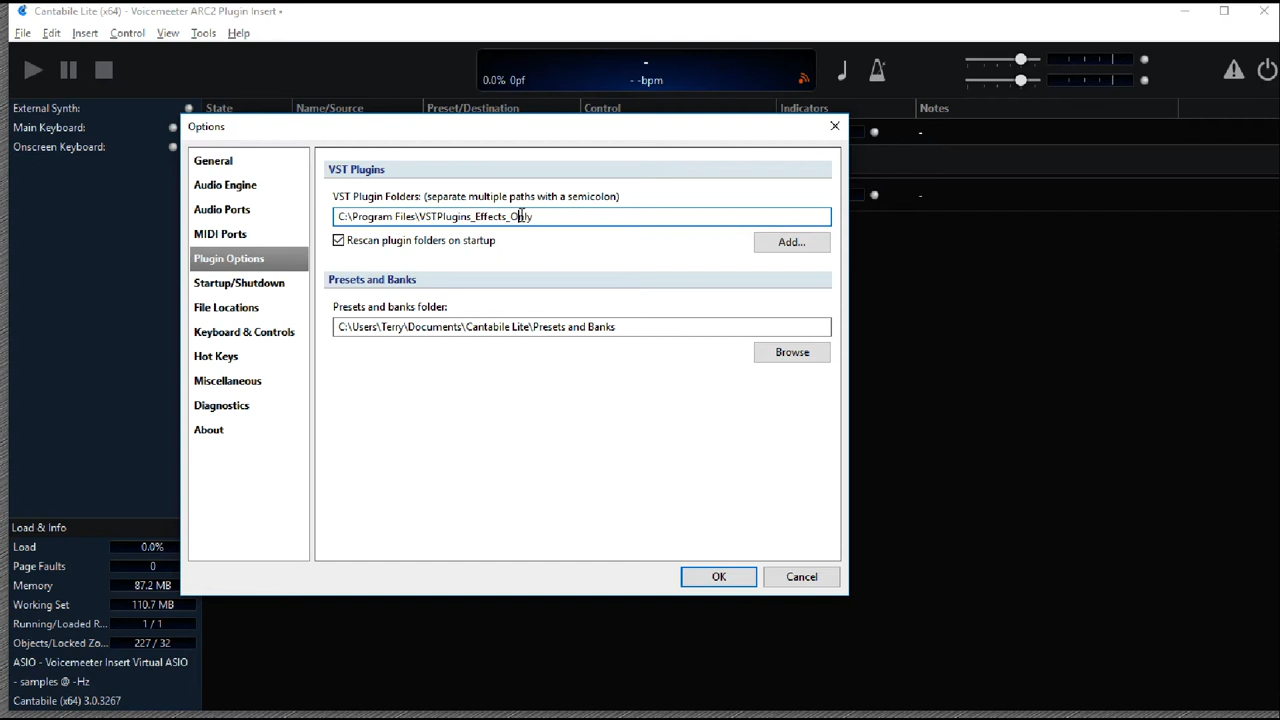 Cantabile Lite (x64) - Voicemeeter ARC2 Plugin Insert •
File Edit Insert Control View Tools Help
-
0.0% 0pf - -bpm
External Synth: State Name/Source Preset/Destination Control Indicators Notes
Main Keyboard: -
Onscreen Keyboard:
-
Options
General
Audio Engine
Audio Ports
MIDI Ports
Plugin Options
Startup/Shutdown
File Locations
Keyboard & Controls
Hot Keys
Miscellaneous
Diagnostics
About
VST Plugins
VST Plugin Folders: (separate multiple paths with a semicolon)
C:\Program Files\VSTPlugins_Effects_Only
Rescan plugin folders on startup
Add...
Presets and Banks
Presets and banks folder:
C:\Users\Terry\Documents\Cantabile Lite\Presets and Banks
Browse
OK Cancel
Load & Info
Load 0.0%
Page Faults 0
Memory 87.2 MB
Working Set 110.7 MB
Running/Loaded R... 1 / 1
Objects/Locked Zo... 227 / 32
ASIO - Voicemeeter Insert Virtual ASIO
- samples @ -Hz
Cantabile (x64) 3.0.3267